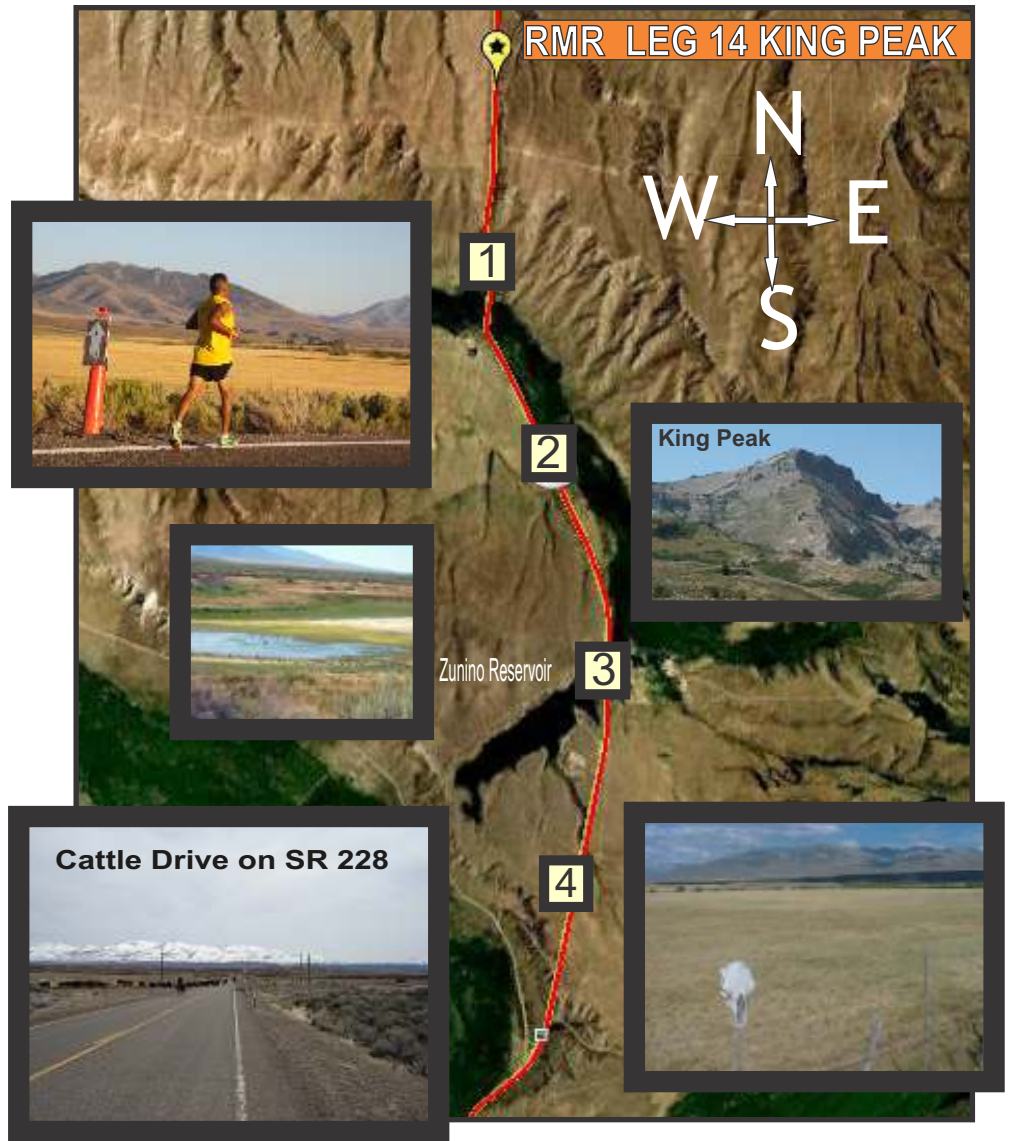 RMR LEG 14 KING PEAK
N
W E
S
1
2
King Peak
3
Zunino Reservoir
4
Cattle Drive on SR 228